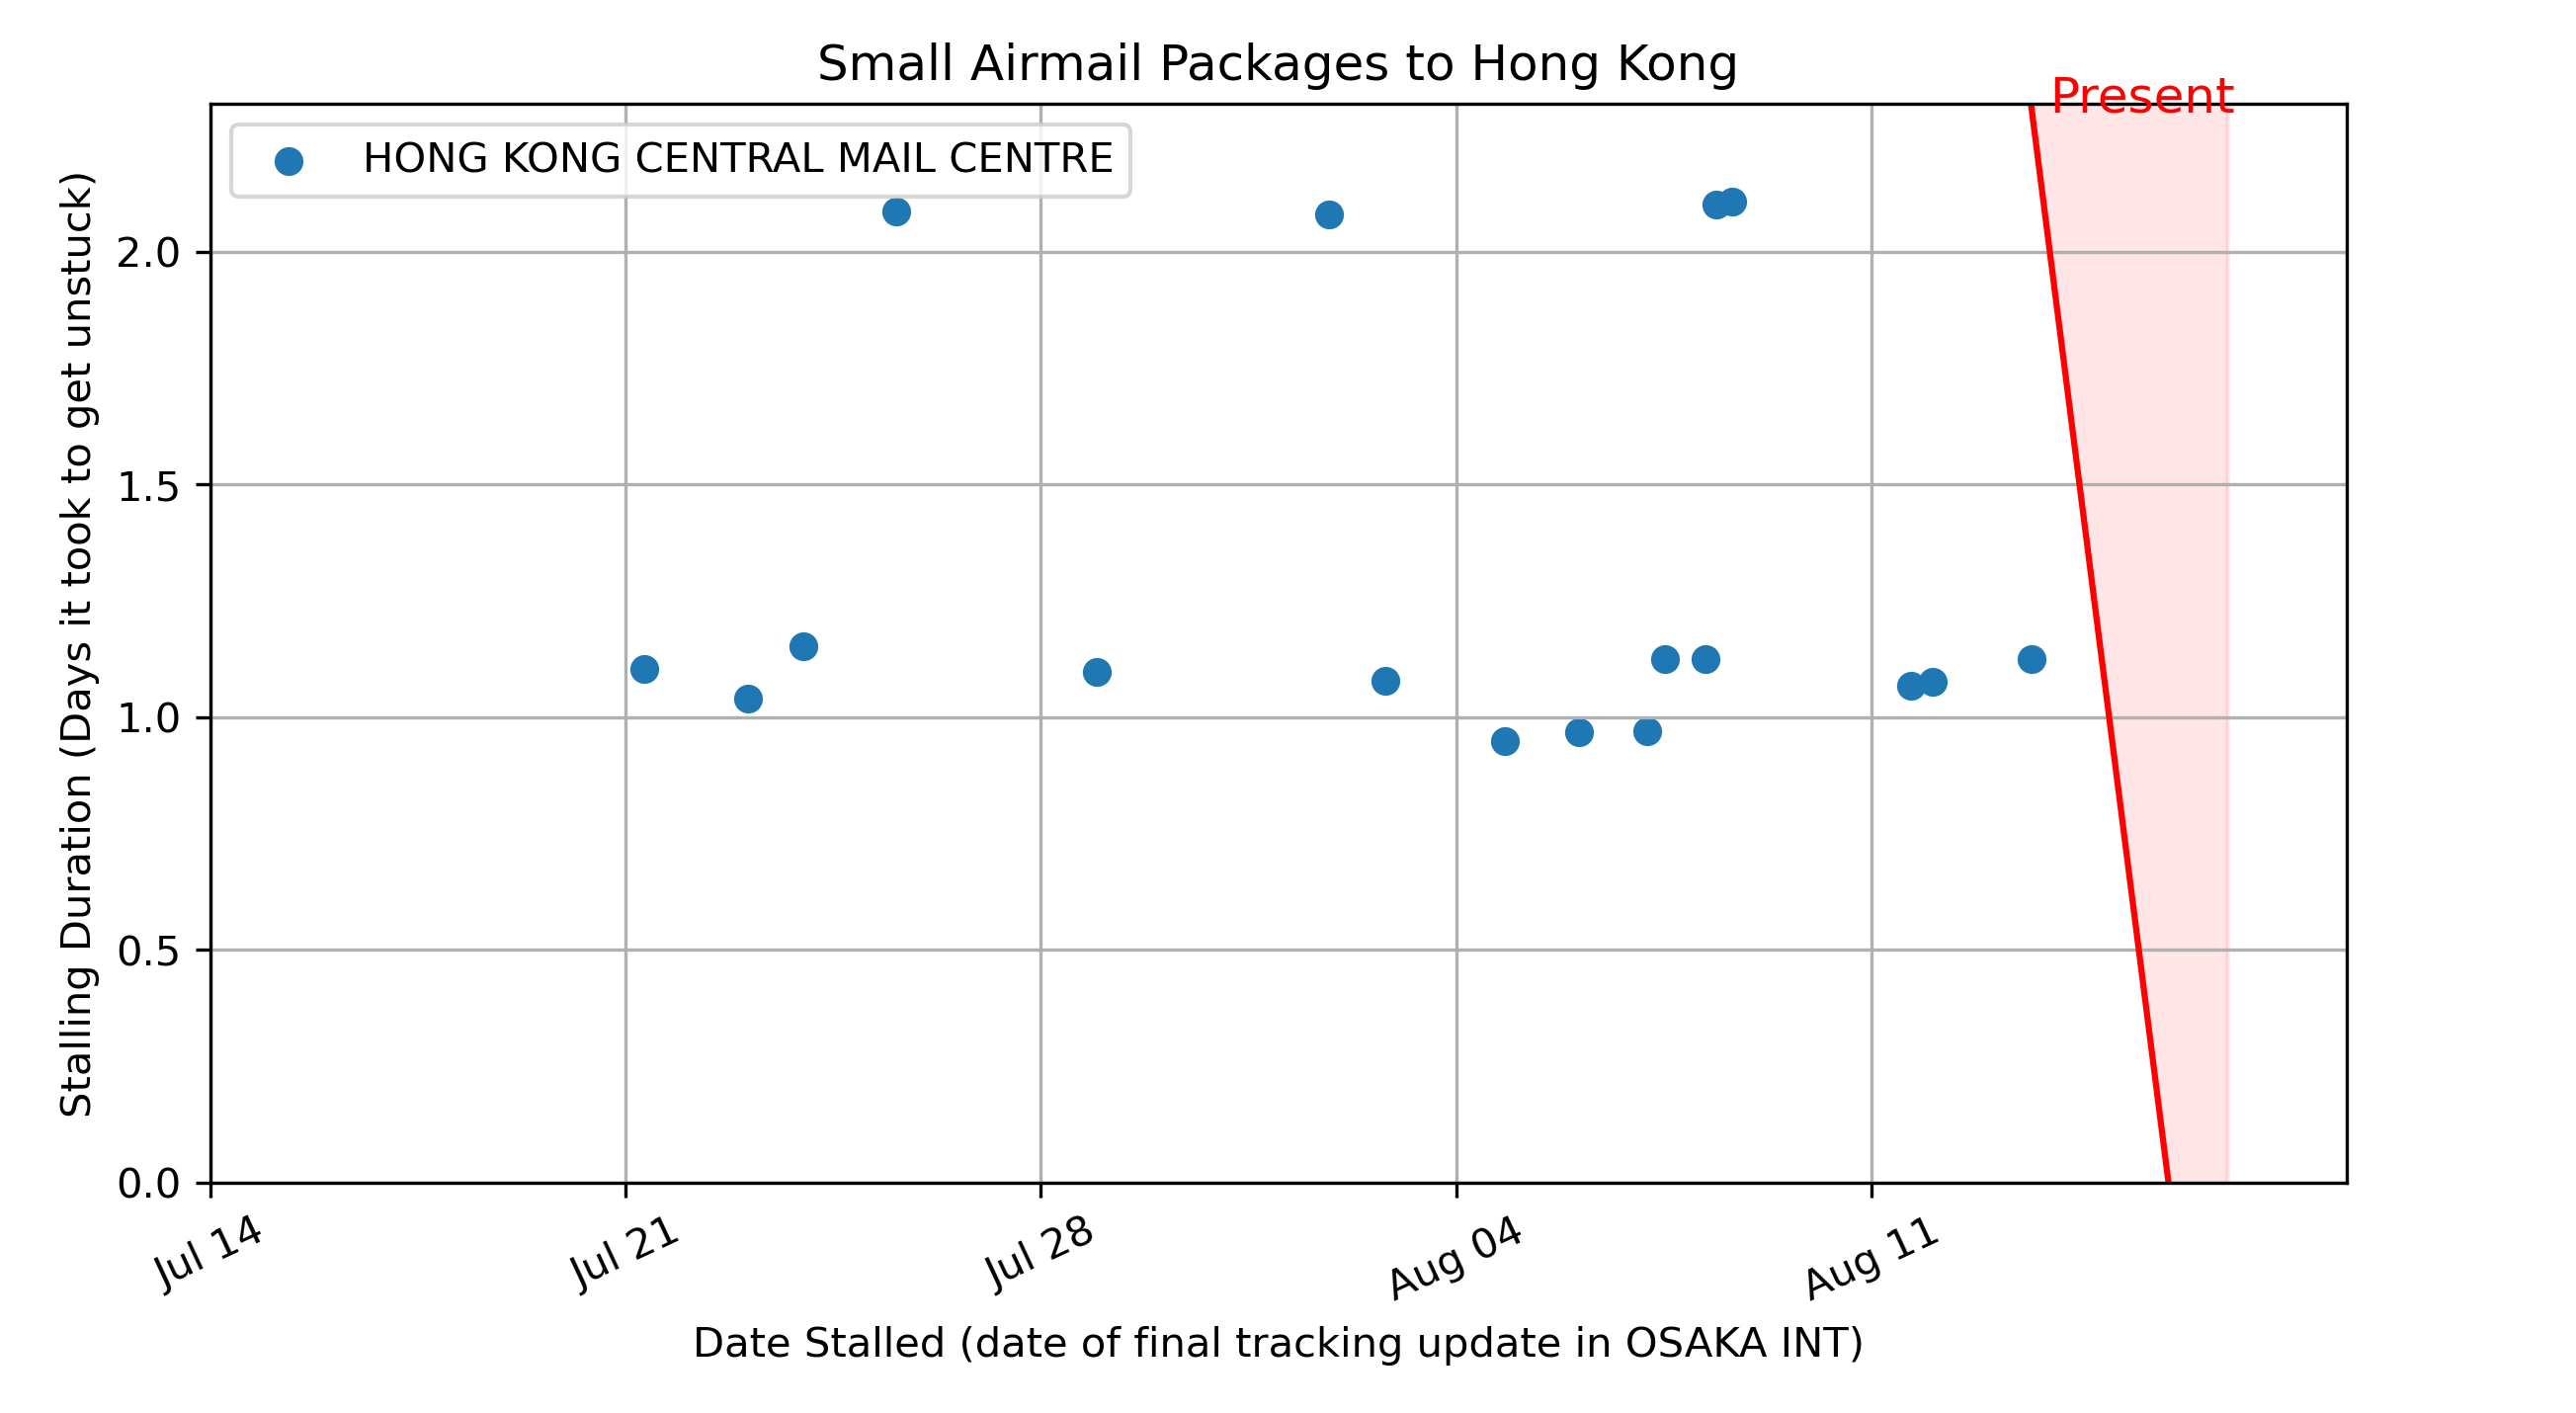 Small Airmail Packages to Hong Kong
Present
HONG KONG CENTRAL MAIL CENTRE
Stalling Duration (Days it took to get unstuck)
2.0
1.5
1.0
0.5
0.0
Jul 14
Jul 21
Jul 28
Aug 04
Aug 11
Date Stalled (date of final tracking update in OSAKA INT)